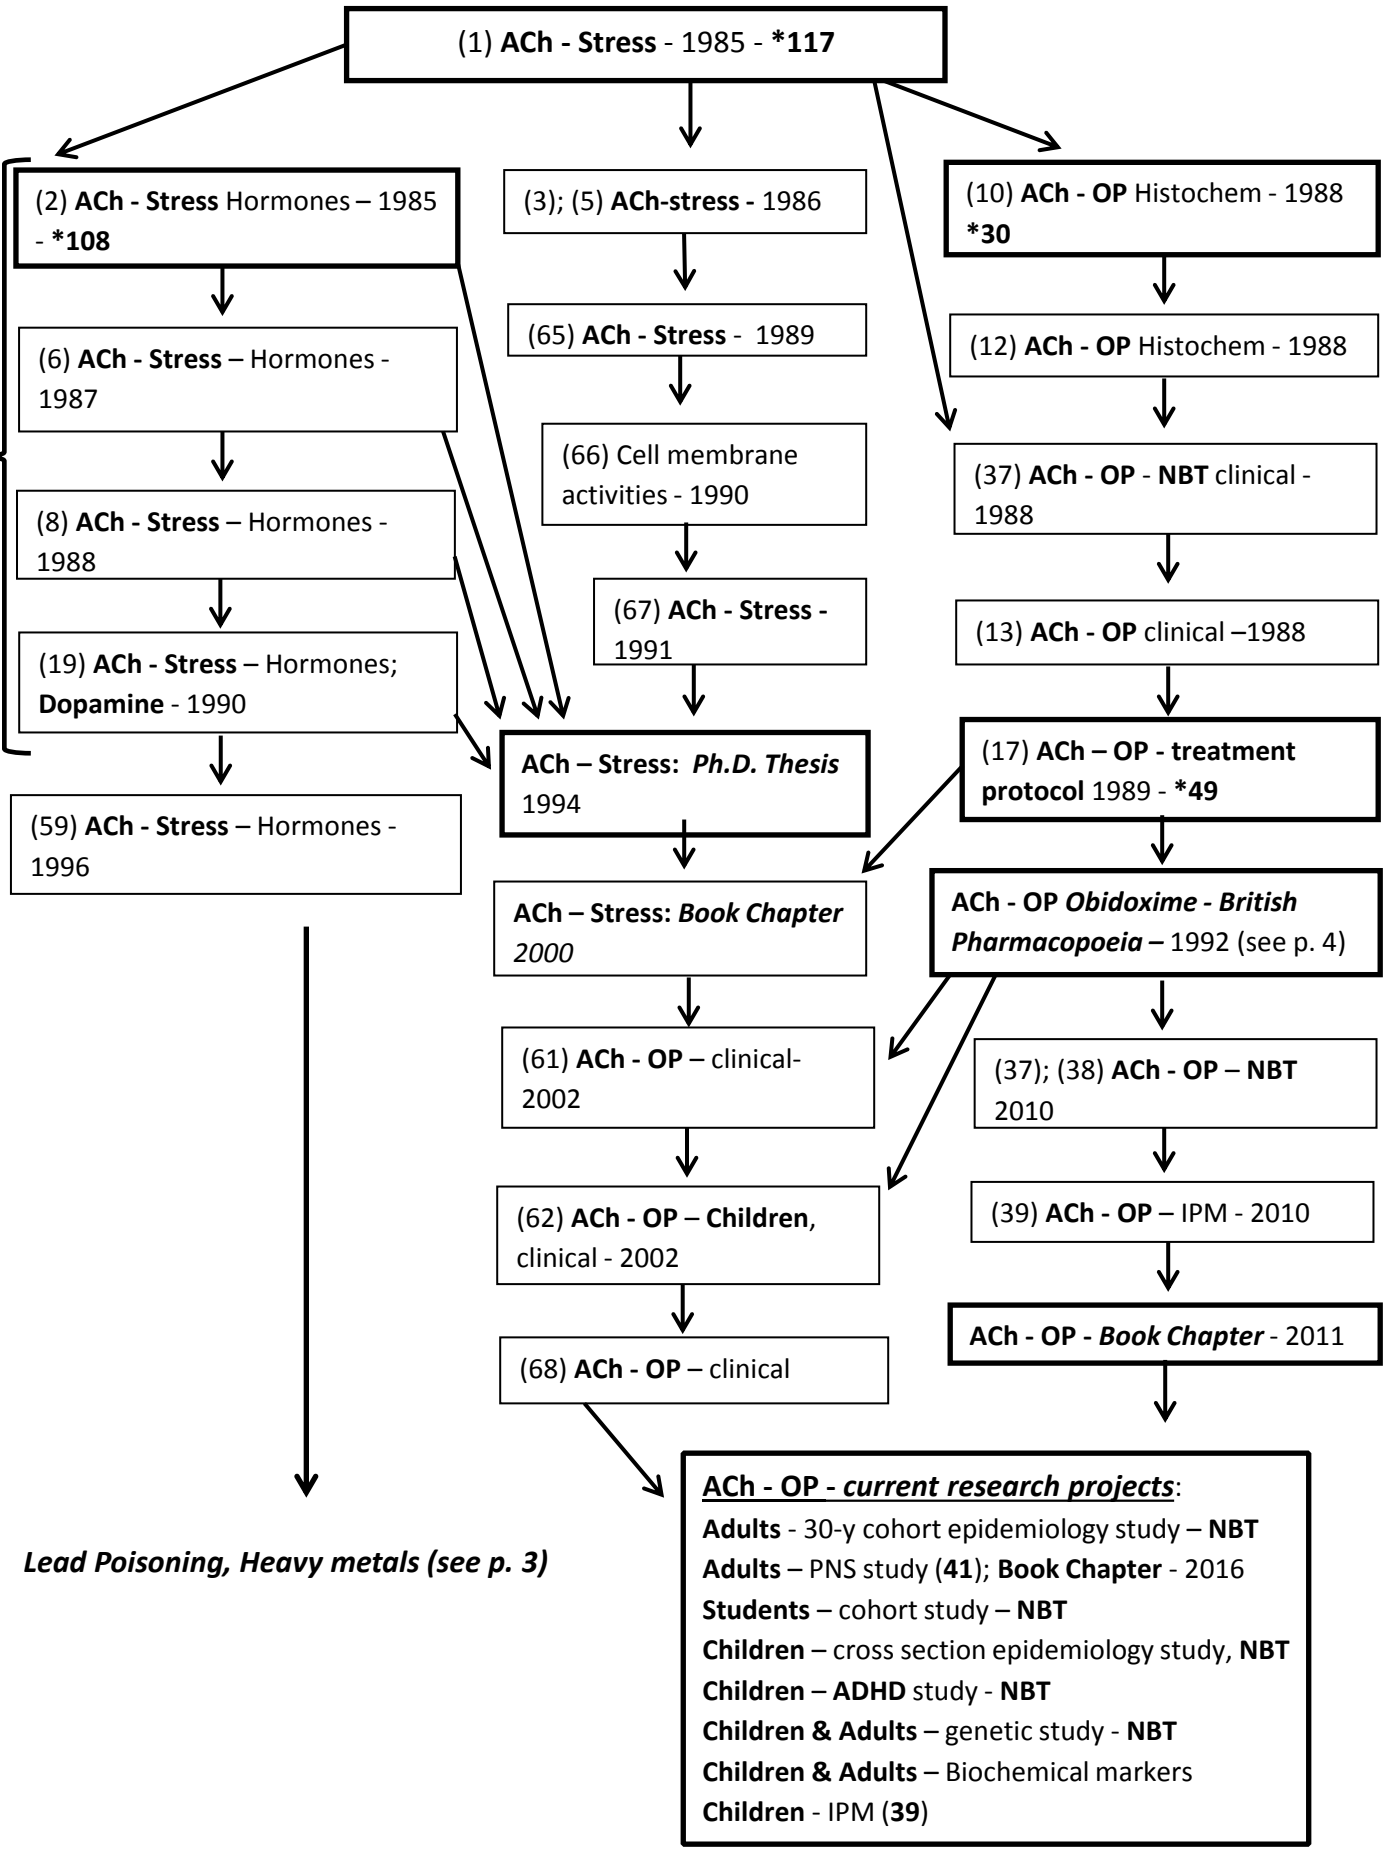 (1) ACh - Stress - 1985 - *117
(2) ACh - Stress Hormones – 1985
- *108
(6) ACh - Stress – Hormones -
1987
(8) ACh - Stress – Hormones -
1988
(19) ACh - Stress – Hormones;
Dopamine - 1990
(59) ACh - Stress – Hormones -
1996
Lead Poisoning, Heavy metals (see p. 3)
(3); (5) ACh-stress - 1986
(65) ACh - Stress - 1989
(66) Cell membrane
activities - 1990
(67) ACh - Stress -
1991
ACh – Stress: Ph.D. Thesis
1994
ACh – Stress: Book Chapter
2000
(61) ACh - OP – clinical-
2002
(62) ACh - OP – Children,
clinical - 2002
(68) ACh - OP – clinical
(10) ACh - OP Histochem - 1988
*30
(12) ACh - OP Histochem - 1988
(37) ACh - OP - NBT clinical -
1988
(13) ACh - OP clinical –1988
(17) ACh – OP - treatment
protocol 1989 - *49
ACh - OP Obidoxime - British
Pharmacopoeia – 1992 (see p. 4)
(37); (38) ACh - OP – NBT
2010
(39) ACh - OP – IPM - 2010
ACh - OP - Book Chapter - 2011
ACh - OP - current research projects:
Adults - 30-y cohort epidemiology study – NBT
Adults – PNS study (41); Book Chapter - 2016
Students – cohort study – NBT
Children – cross section epidemiology study, NBT
Children – ADHD study - NBT
Children & Adults – genetic study - NBT
Children & Adults – Biochemical markers
Children - IPM (39)